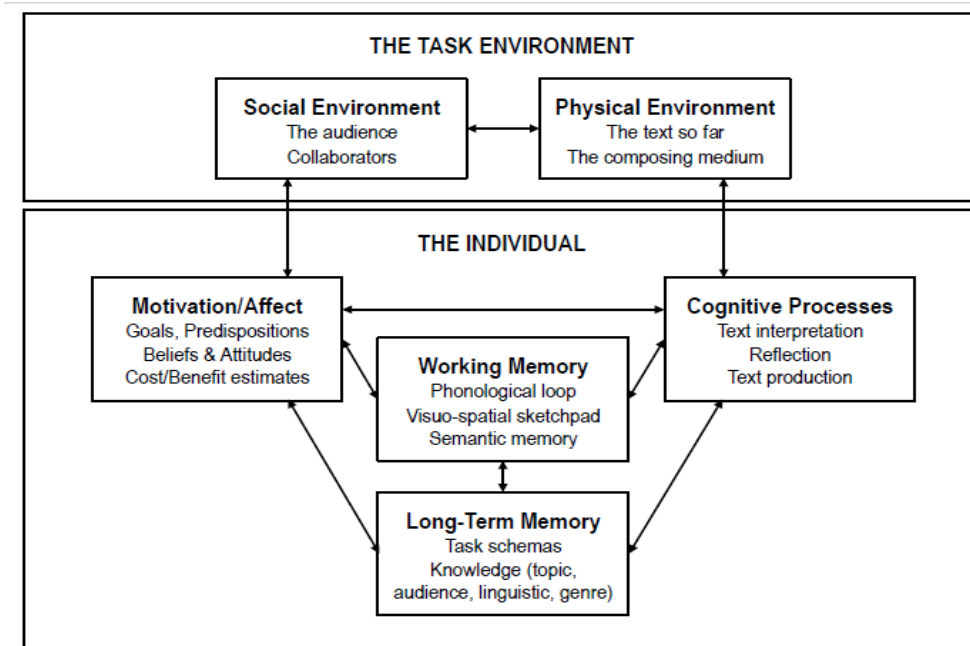 THE TASK ENVIRONMENT
Social Environment
The audience
Collaborators
Physical Environment
The text so far
The composing medium
THE INDIVIDUAL
Motivation/Affect
Goals, Predispositions
Beliefs & Attitudes
Cost/Benefit estimates
Cognitive Processes
Text interpretation
Reflection
Text production
Working Memory
Phonological loop
Visuo-spatial sketchpad
Semantic memory
Long-Term Memory
Task schemas
Knowledge (topic,
audience, linguistic, genre)